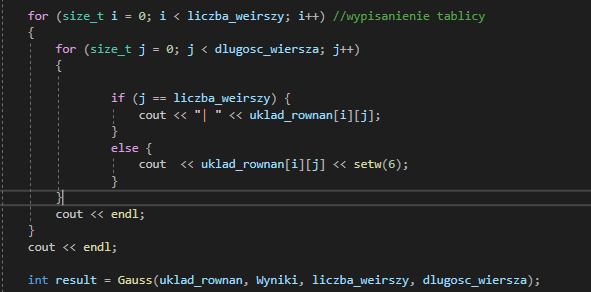 for (size_t i = 0; i < liczba_weirszy; i++) //wypisanienie tablicy
{
for (size_t j = 0; j < dlugosc_wiersza; j++)
{
if (j == liczba_weirszy) {
cout << "| " << uklad_rownan[i][j];
}
else {
cout  << uklad_rownan[i][j] << setw(6);
}
}
cout << endl;
}
cout << endl;
int result = Gauss(uklad_rownan, Wyniki, liczba_weirszy, dlugosc_wiersza);